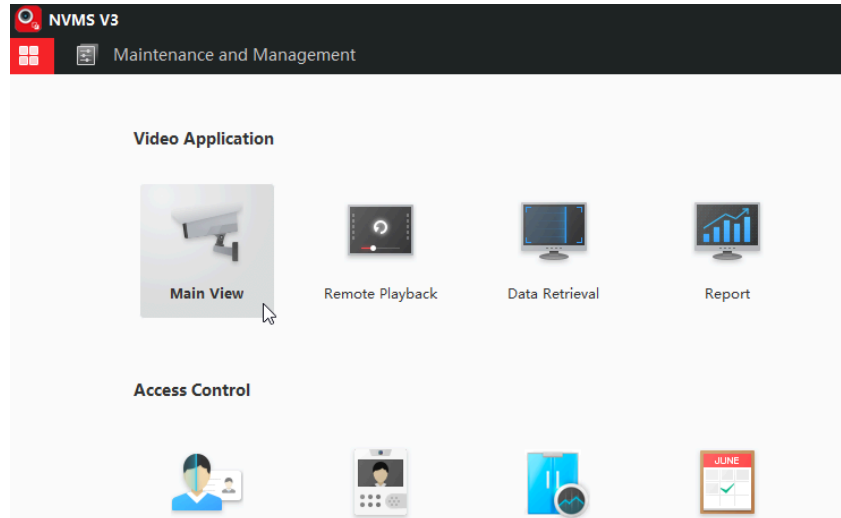 NVMS V3
Maintenance and Management
Video Application
Main View
Remote Playback
Data Retrieval
Report
Access Control
JUNE